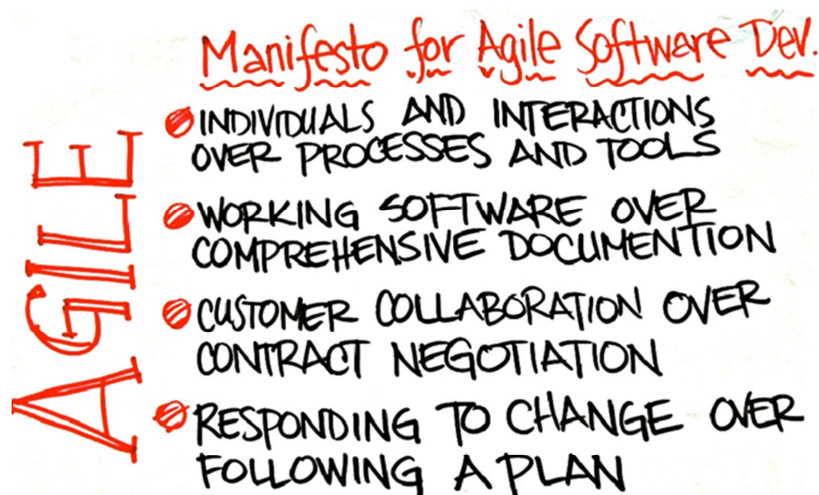 Manifesto for Agile Software Dev.
AGILE
INDIVIDUALS AND INTERACTIONS
OVER PROCESSES AND TOOLS
WORKING SOFTWARE OVER
COMPREHENSIVE DOCUMENTION
CUSTOMER COLLABORATION OVER
CONTRACT NEGOTIATION
RESPONDING TO CHANGE OVER
FOLLOWING A PLAN